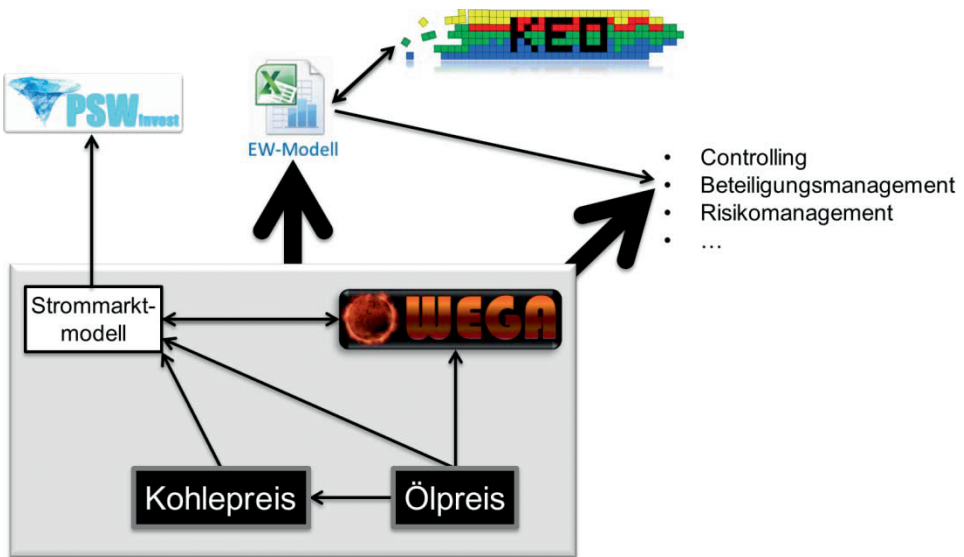 KEO
PSW
Invest
EW-Modell
• Controlling
• Beteiligungsmanagement
• Risikomanagement
• …
Strommarkt-
modell
WEGA
Kohlepreis
Ölpreis